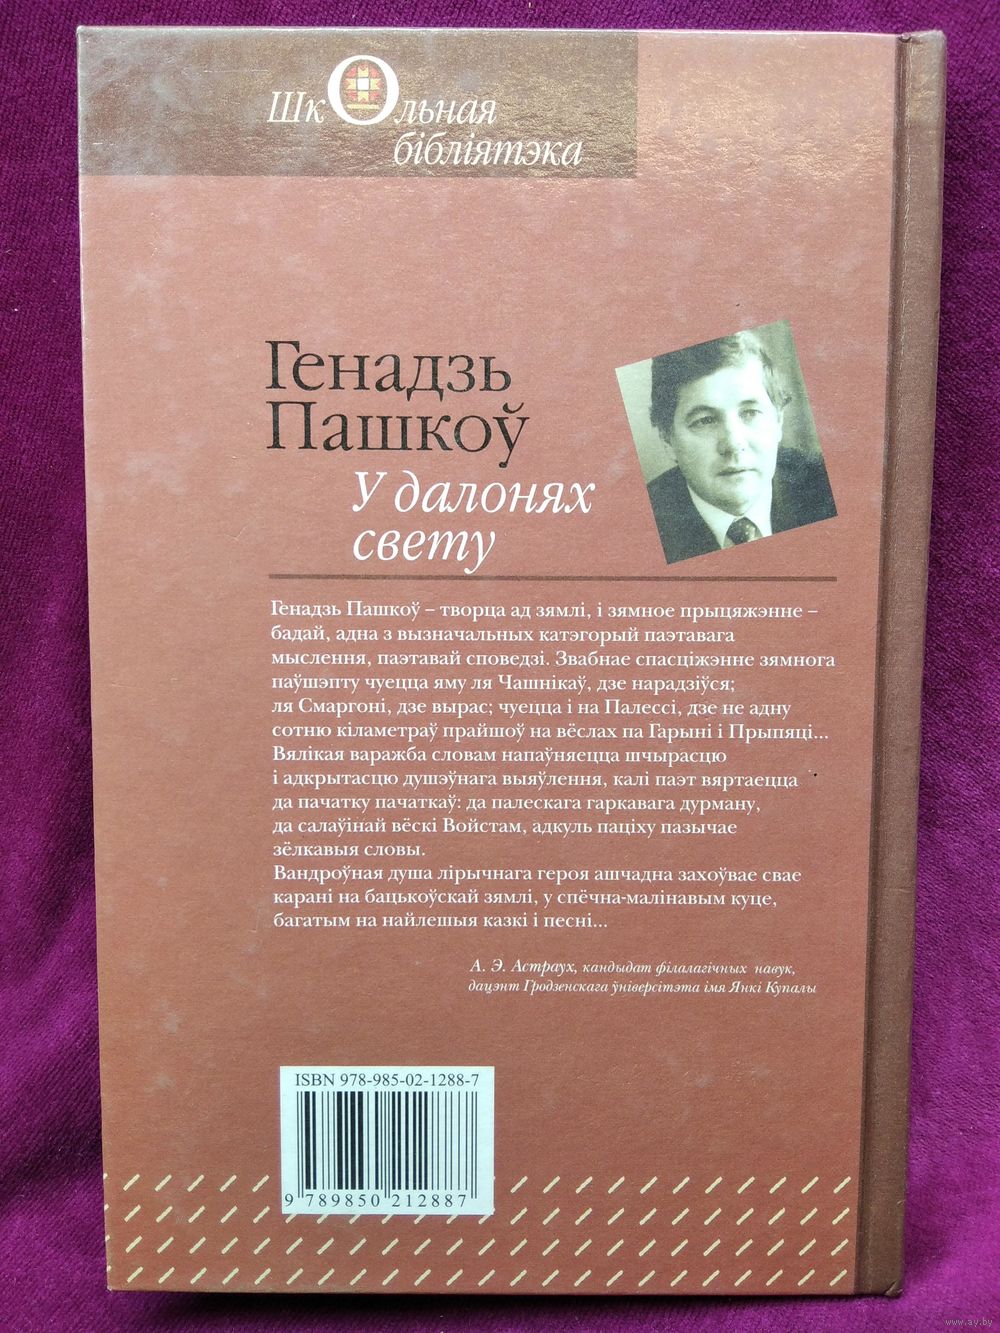 Школьная
бібліятэка
Генадзь
Пашкоў
У далонях
свету
Генадзь Пашкоў – творца ад зямлі, і зямное прыцяжэнне –
бадай, адна з вызначальных катэгорый паэтавага
мыслення, паэтавай споведзі. Звабнае спасціжэнне зямнога
паўшэпту чуецца яму ля Чашнікаў, дзе нарадзіўся;
ля Смаргоні, дзе вырас; чуецца і на Палессі, дзе не адну
сотню кіламетраў прайшоў на вёслах па Гарыні і Прыпяці...
Вялікая варажба словам напаўняецца шчырасцю
і адкрытасцю душэўнага выяўлення, калі паэт вяртаецца
да пачатку пачаткаў: да палескага гаркавага дурману,
да салаўінай вёскі Войстам, адкуль паціху пазычае
зёлкавыя словы.
Вандроўная душа лірычнага героя ашчадна захоўвае свае
карані на бацькоўскай зямлі, у спёчна-малінавым куце,
багатым на найлепшыя казкі і песні...
А. Э. Астраух, кандыдат філалагічных навук,
дацэнт Гродзенскага ўніверсітэта імя Янкі Купалы
ISBN 978-985-02-1288-7
9 789850 212887
www.ay.by